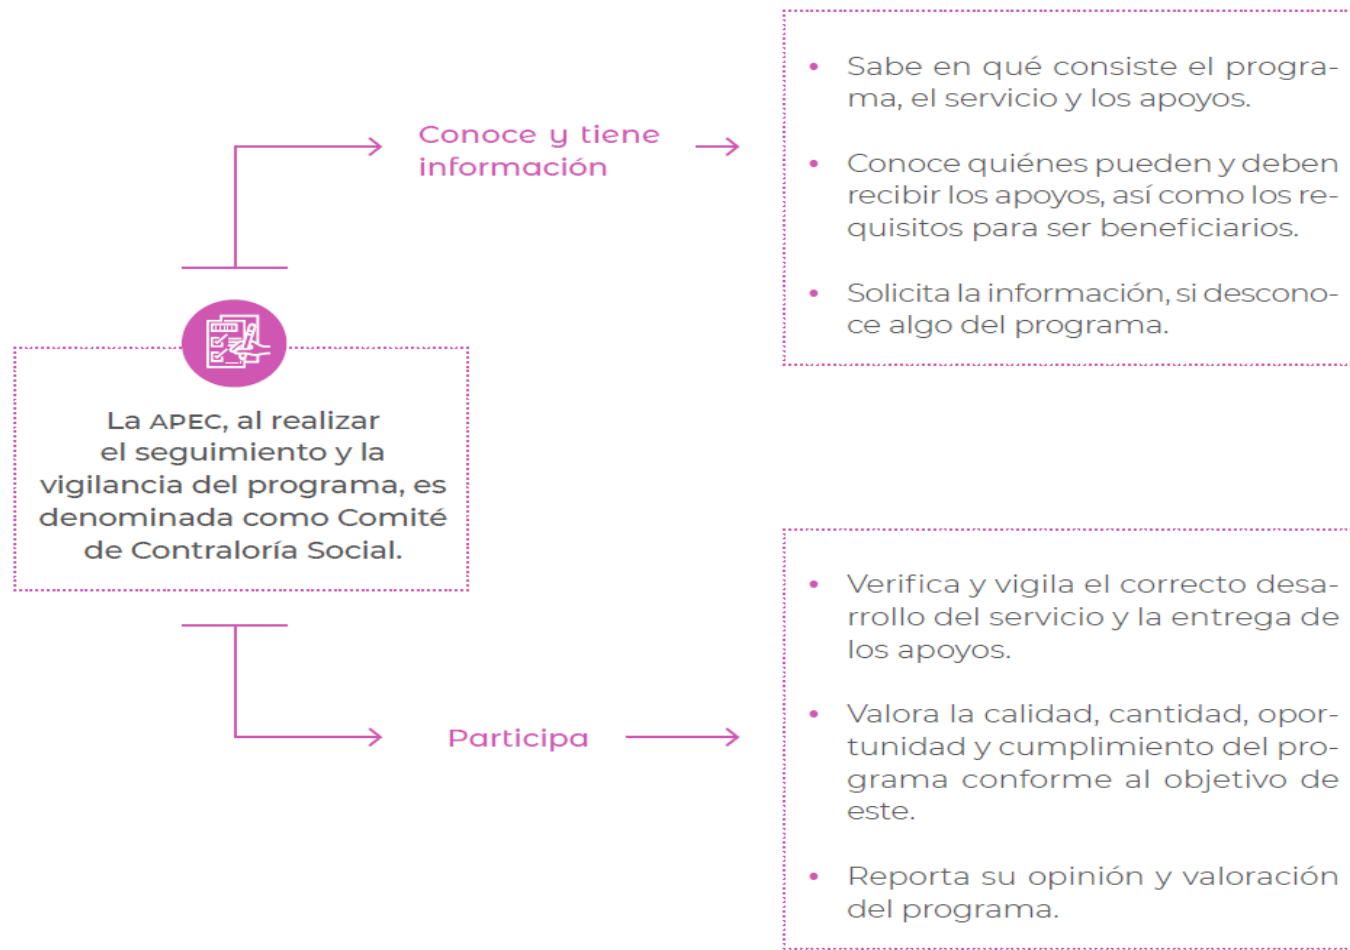 La APEC, al realizar
el seguimiento y la
vigilancia del programa, es
denominada como Comité
de Contraloría Social.
Conoce y tiene
información
• Sabe en qué consiste el progra-
ma, el servicio y los apoyos.
• Conoce quiénes pueden y deben
recibir los apoyos, así como los re-
quisitos para ser beneficiarios.
• Solicita la información, si descono-
ce algo del programa.
Participa
• Verifica y vigila el correcto desa-
rrollo del servicio y la entrega de
los apoyos.
• Valora la calidad, cantidad, opor-
tunidad y cumplimiento del pro-
grama conforme al objetivo de
este.
• Reporta su opinión y valoración
del programa.